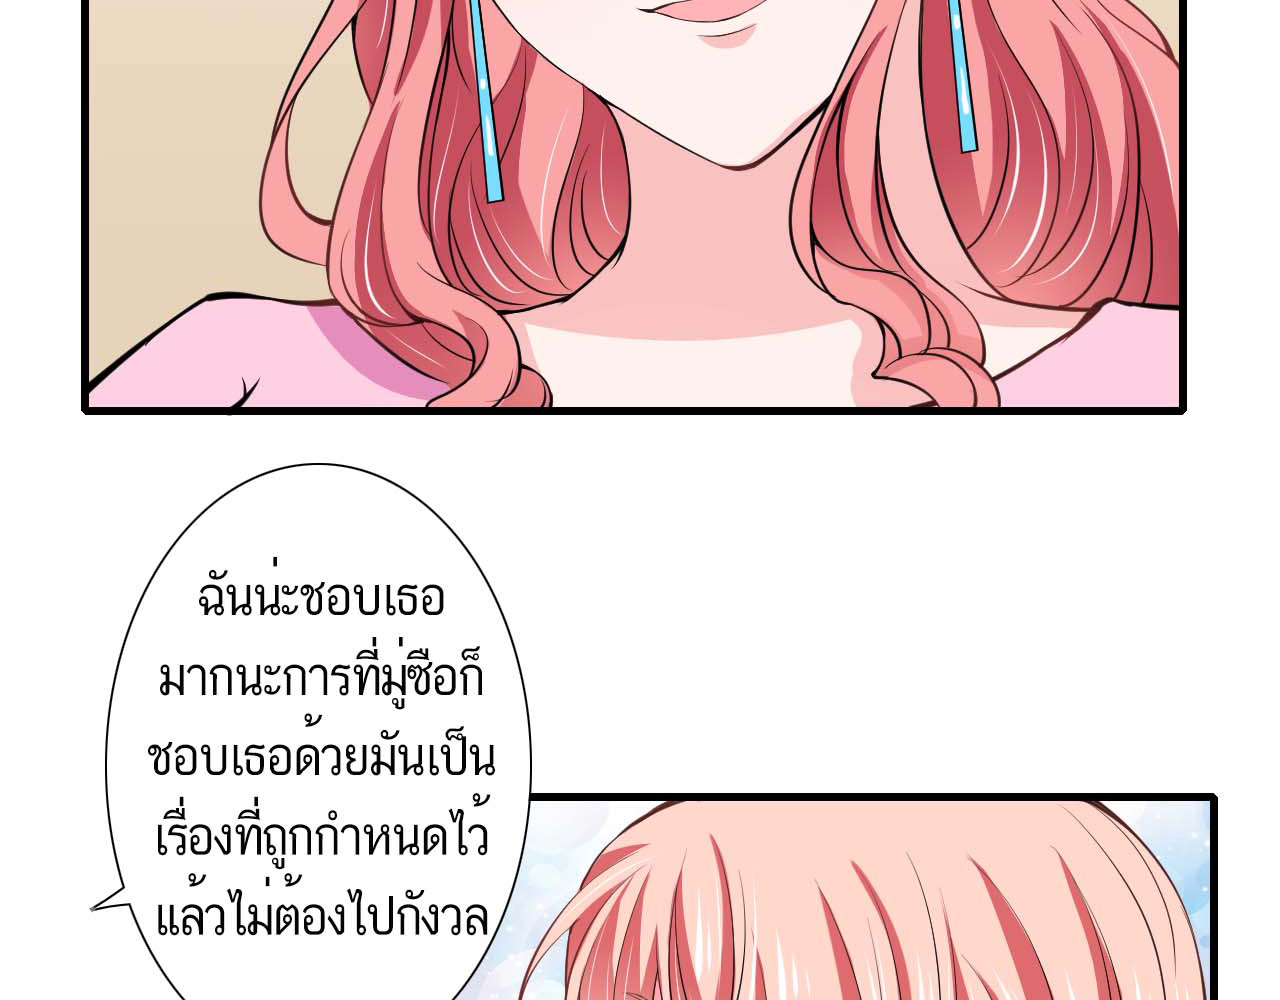 ฉันน่ะชอบเธอ
มากนะการที่มู่ซือก็
ชอบเธอด้วยมันเป็น
เรื่องที่ถูกกำหนดไว้
แล้วไม่ต้องไปกังวล